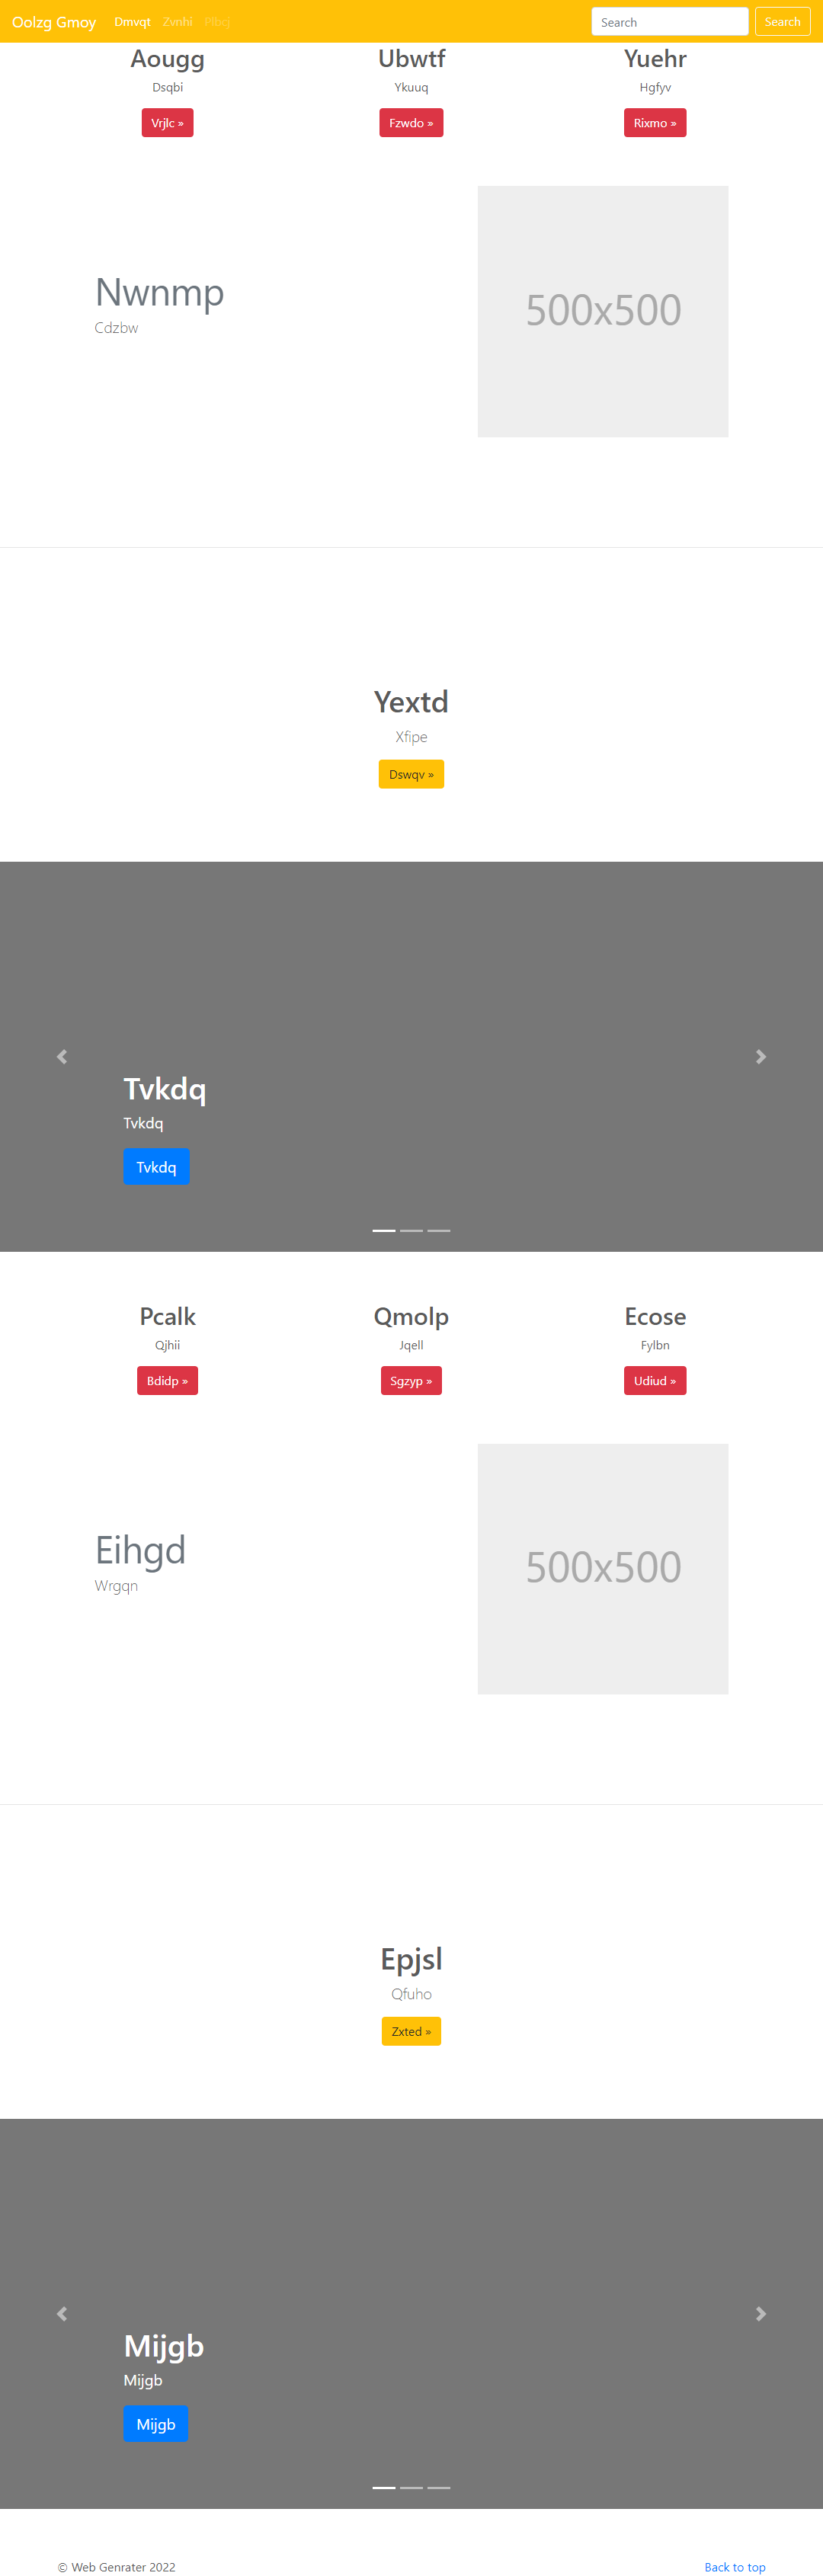 Oolzg Gmoy Dmvqt Zvnhi Plbcj Search Search
Aougg Ubwtf Yuehr
Dsqbi Ykuuq Hgfyv
Vrjlc » Fzwdo » Rixmo »
500x500
Nwnmp
Cdzbw
Yextd
Xfipe
Dswqv »
Tvkdq
Tvkdq
Tvkdq
Pcalk Qmolp Ecose
Qjhii Jqell Fylbn
Bdidp » Sgzyp » Udiud »
500x500
Eihgd
Wrgqn
Epjsl
Qfuho
Zxted »
Mijgb
Mijgb
Mijgb
© Web Genrater 2022 Back to top